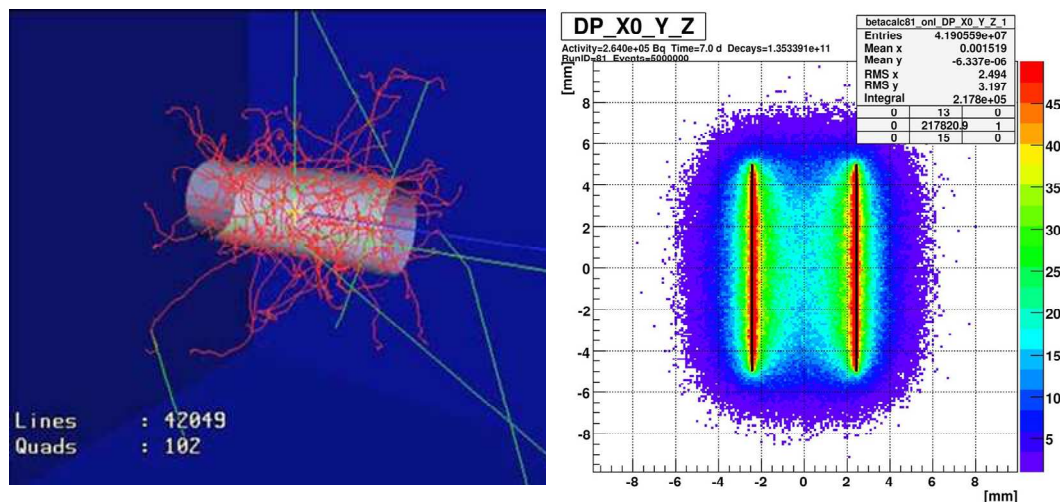 Lines : 42049
Quads : 102
DP_X0_Y_Z
Activity=2.640e+05 Bq Time=7.0 d Decays=1.353391e+11
RunID=81 Events=5000000
betacalc81_onl_DP_X0_Y_Z_1
Entries 4.190559e+07
Mean x 0.001519
Mean y -6.337e-06
RMS x 2.494
RMS y 3.197
Integral 2.178e+05
0 13 0
0 217820.9 1
0 15 0
[mm]
8
6
4
2
0
-2
-4
-6
-8
-8 -6 -4 -2 0 2 4 6 8
[mm]
45
40
35
30
25
20
15
10
5